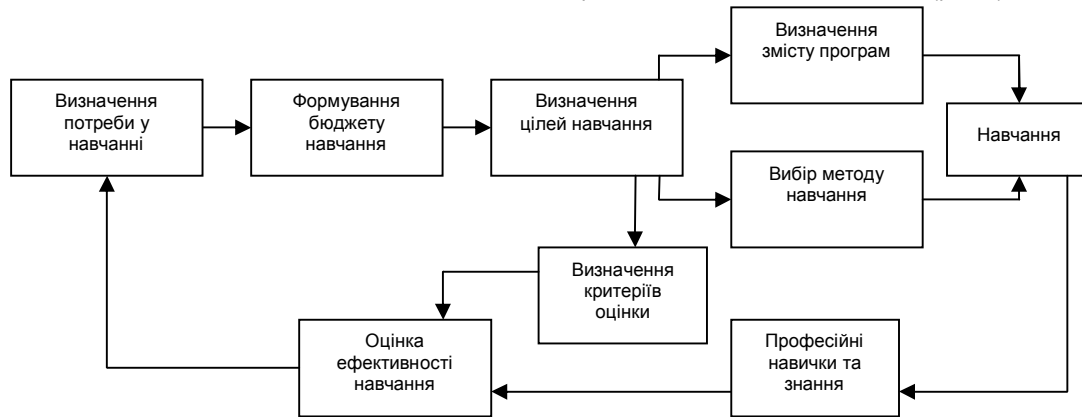 Визначення
потреби у
навчанні
Формування
бюджету
навчання
Визначення
цілей навчання
Визначення
змісту програм
Вибір методу
навчання
Навчання
Визначення
критеріїв
оцінки
Оцінка
ефективності
навчання
Професійні
навички та
знання